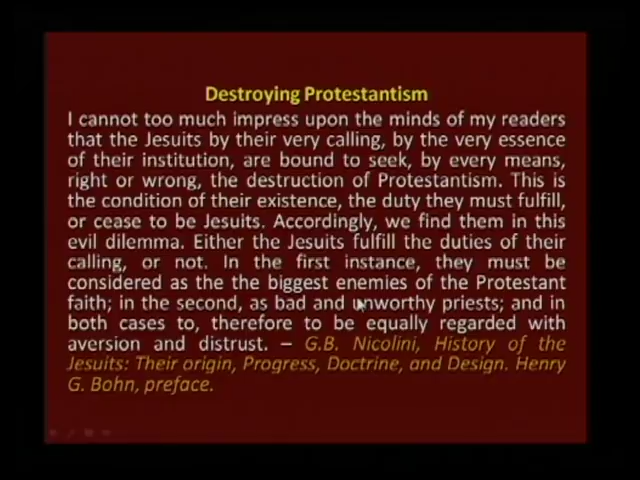 Destroying Protestantism
I cannot too much impress upon the minds of my readers
that the Jesuits by their very calling, by the very essence
of their institution, are bound to seek, by every means,
right or wrong, the destruction of Protestantism. This is
the condition of their existence, the duty they must fulfill,
or cease to be Jesuits. Accordingly, we find them in this
evil dilemma. Either the Jesuits fulfill the duties of their
calling, or not. In the first instance, they must be
considered as the the biggest enemies of the Protestant
faith; in the second, as bad and unworthy priests; and in
both cases to, therefore to be equally regarded with
aversion and distrust. – G.B. Nicolini, History of the
Jesuits: Their origin, Progress, Doctrine, and Design. Henry
G. Bohn, preface.